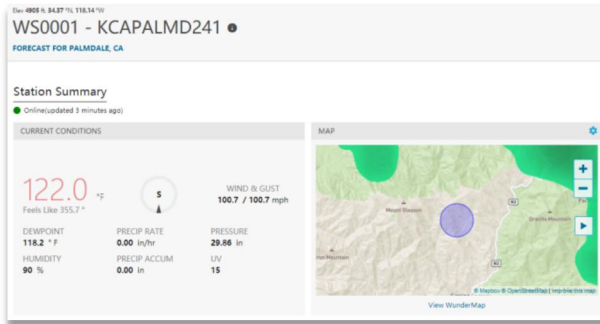 Elev 4905 ft, 34.37 °N, 118.14 °W
WS0001 - KCAPALMD241
FORECAST FOR PALMDALE, CA
Station Summary
Online(updated 3 minutes ago)
CURRENT CONDITIONS
122.0 °F
Feels Like 355.7 °
S
WIND & GUST
100.7 / 100.7 mph
DEWPOINT
118.2 ° F
PRECIP RATE
0.00 in/hr
PRESSURE
29.86 in
HUMIDITY
90 %
PRECIP ACCUM
0.00 in
UV
15
MAP
+
−
Mount Gleason
N3
Granite Mountain
N3
© Mapbox © OpenStreetMap | Improve this map
View WunderMap